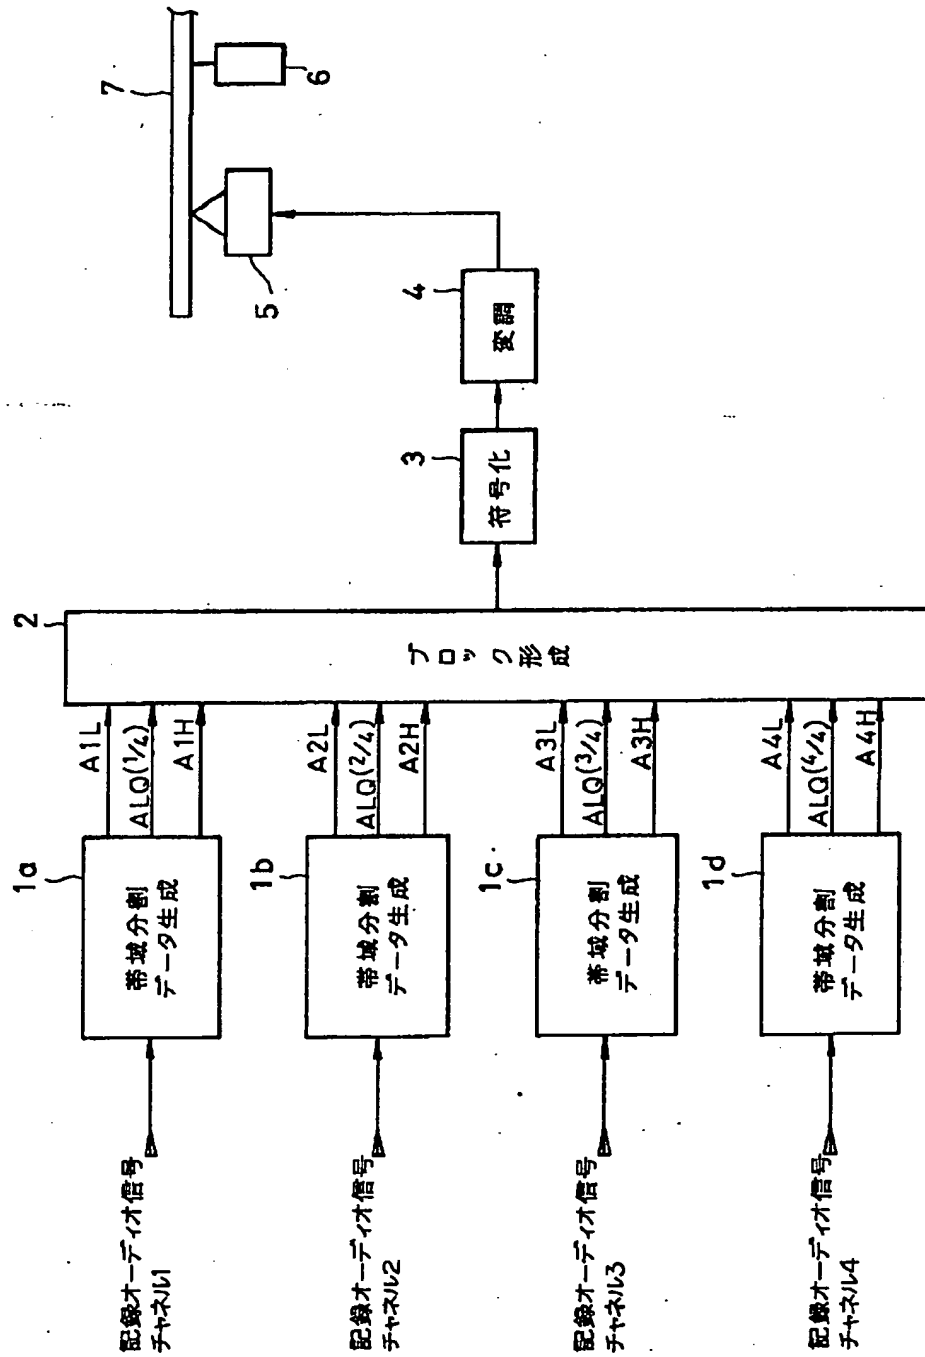 記録オーディオ信号
チャネル1
1a
帯域分割
データ生成
A1L
ALQ(1/4)
A1H
記録オーディオ信号
チャネル2
1b
帯域分割
データ生成
A2L
ALQ(2/4)
A2H
記録オーディオ信号
チャネル3
1c
帯域分割
データ生成
A3L
ALQ(3/4)
A3H
記録オーディオ信号
チャネル4
1d
帯域分割
データ生成
A4L
ALQ(4/4)
A4H
2
ブロック形成
3
符号化
4
変調
5
6
7